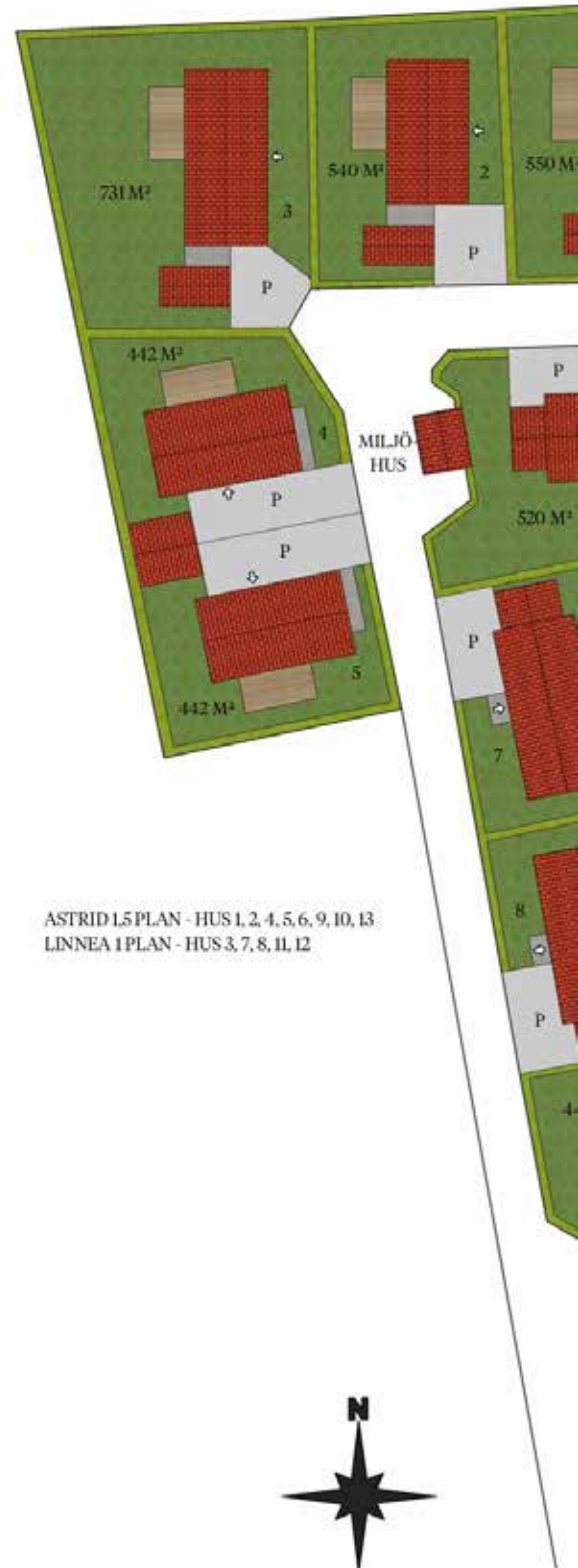 731 M²
3
P
540 M²
2
P
550 M²
442 M²
4
P
P
5
442 M²
MILJÖ-
HUS
P
520 M²
P
7
8
P
ASTRID 1,5 PLAN - HUS 1, 2, 4, 5, 6, 9, 10, 13
LINNEA 1 PLAN - HUS 3, 7, 8, 11, 12
N